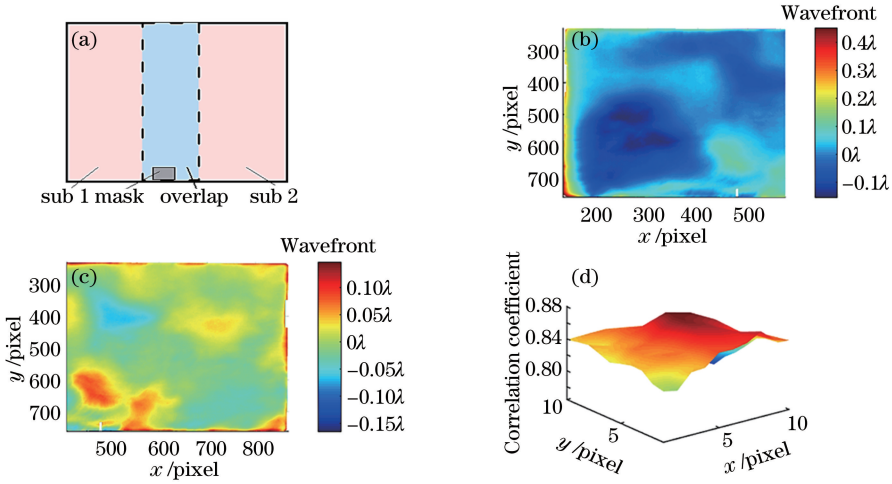 (a)
sub 1 mask overlap sub 2
(b)
Wavefront
300
400
500
600
700
y /pixel
200 300 400 500
x /pixel
0.4λ
0.3λ
0.2λ
0.1λ
0λ
-0.1λ
(c)
Wavefront
300
400
500
600
700
y /pixel
500 600 700 800
x /pixel
0.10λ
0.05λ
0λ
-0.05λ
-0.10λ
-0.15λ
(d)
Correlation coefficient
0.88
0.84
0.80
10
5
y /pixel
5
10
x /pixel